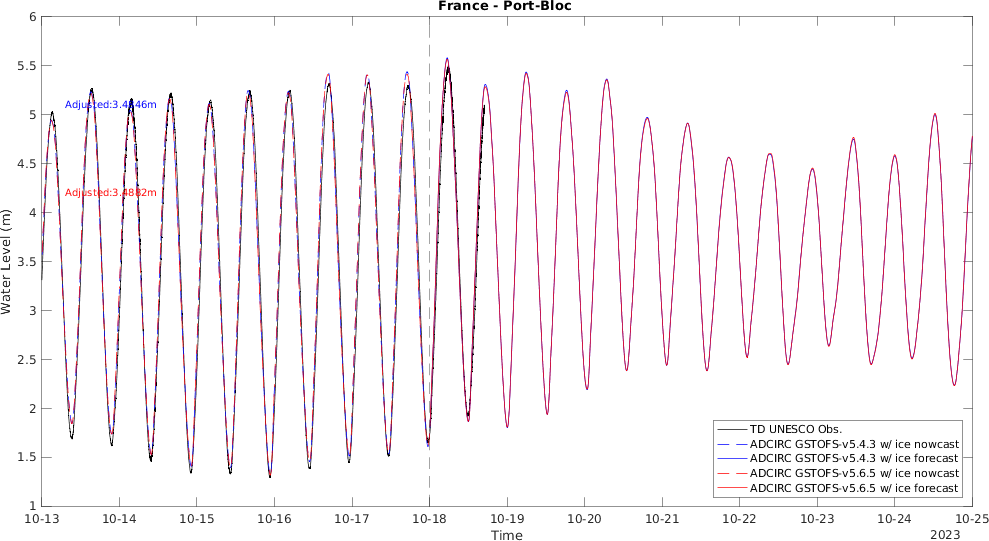 France - Port-Bloc
6
5.5
5
4.5
4
3.5
3
2.5
2
1.5
1
Water Level (m)
Adjusted:3.4846m
Adjusted:3.4882m
TD UNESCO Obs.
ADCIRC GSTOFS-v5.4.3 w/ ice nowcast
ADCIRC GSTOFS-v5.4.3 w/ ice forecast
ADCIRC GSTOFS-v5.6.5 w/ ice nowcast
ADCIRC GSTOFS-v5.6.5 w/ ice forecast
10-13 10-14 10-15 10-16 10-17 10-18 10-19 10-20 10-21 10-22 10-23 10-24 10-25
Time
2023